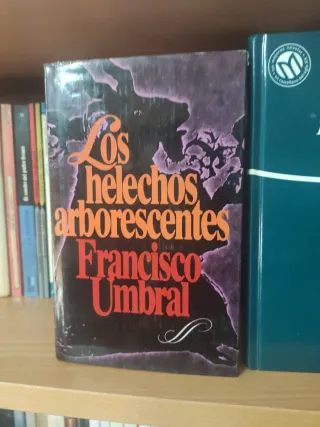 Los
helechos
arborescentes
Francisco
Umbral